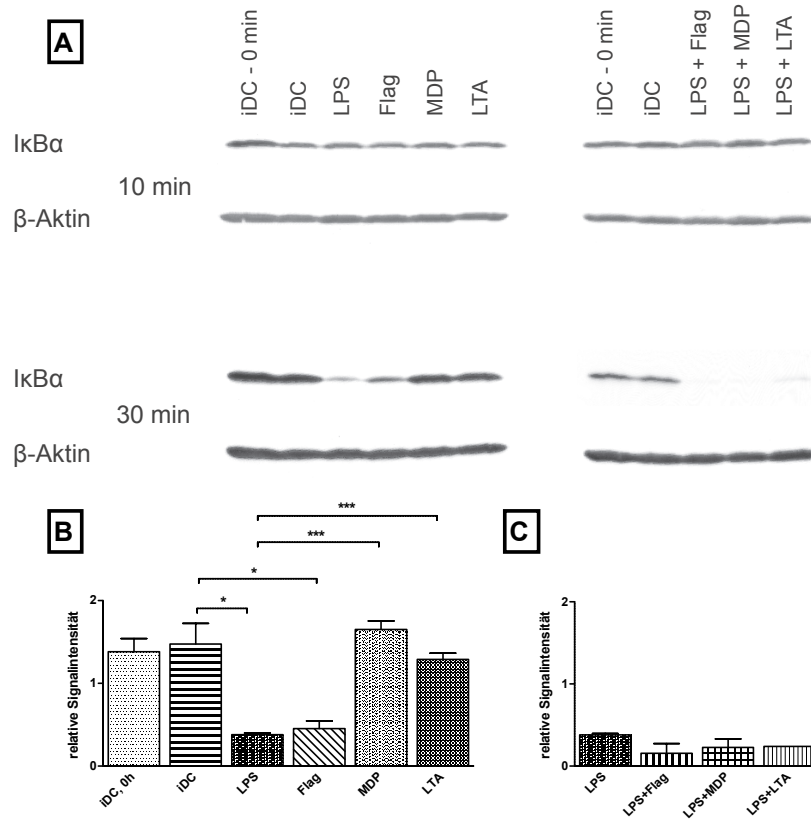 A
iDC - 0 min
iDC
LPS
Flag
MDP
LTA
iDC - 0 min
iDC
LPS + Flag
LPS + MDP
LPS + LTA
IκBα
10 min
β-Aktin
IκBα
30 min
β-Aktin
B
***
***
*
*
relative Signalintensität
2
1
0
iDC, 0h
iDC
LPS
Flag
MDP
LTA
C
relative Signalintensität
2
1
0
LPS
LPS+Flag
LPS+MDP
LPS+LTA